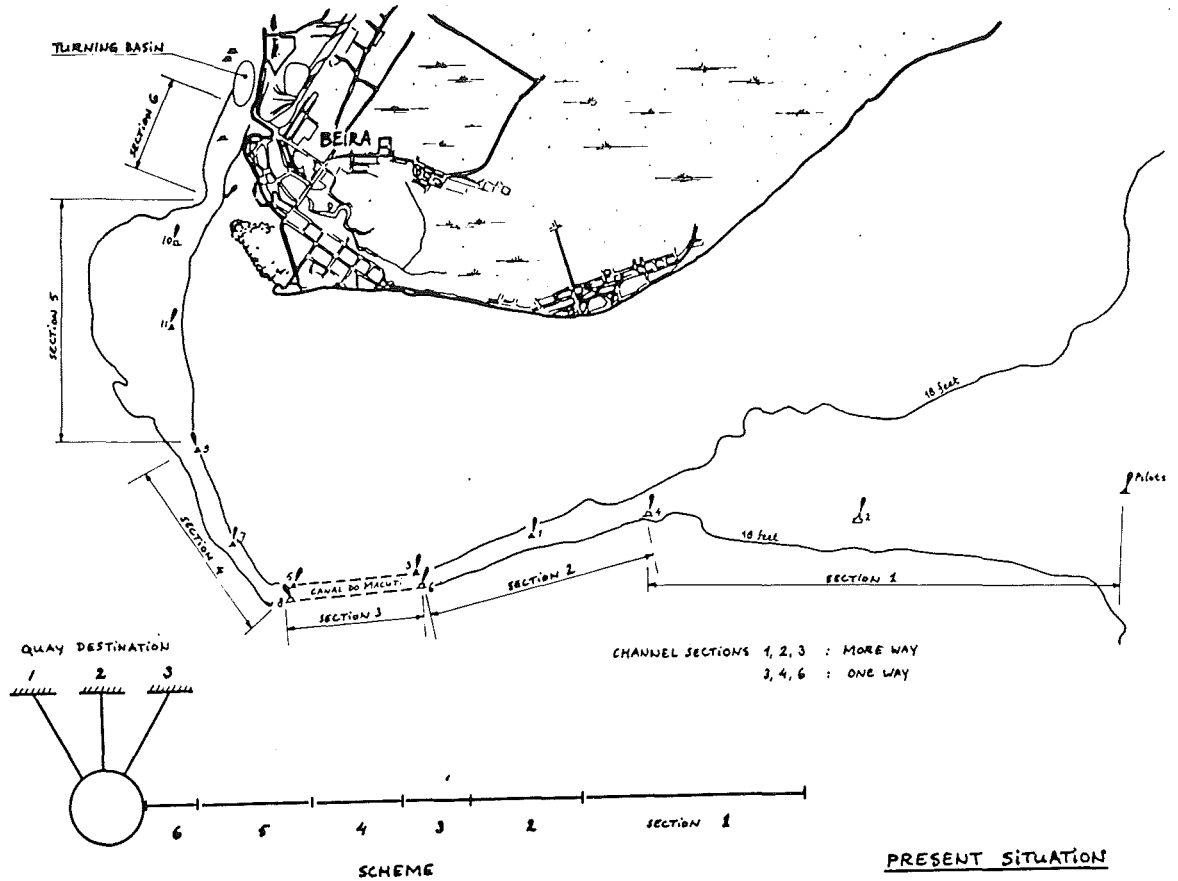 TURNING BASIN
SECTION 6
BEIRA
SECTION 5
10
11
9
18 feet
Pilots
2
4
1
18 feet
7
SECTION 4
5
3
CANAL DO MACUTI
8
6
SECTION 3
SECTION 2
SECTION 1
QUAY DESTINATION
1 2 3
CHANNEL SECTIONS 1, 2, 3 : MORE WAY
3, 4, 6 : ONE WAY
6 5 4 3 2 SECTION 1
SCHEME
PRESENT SITUATION